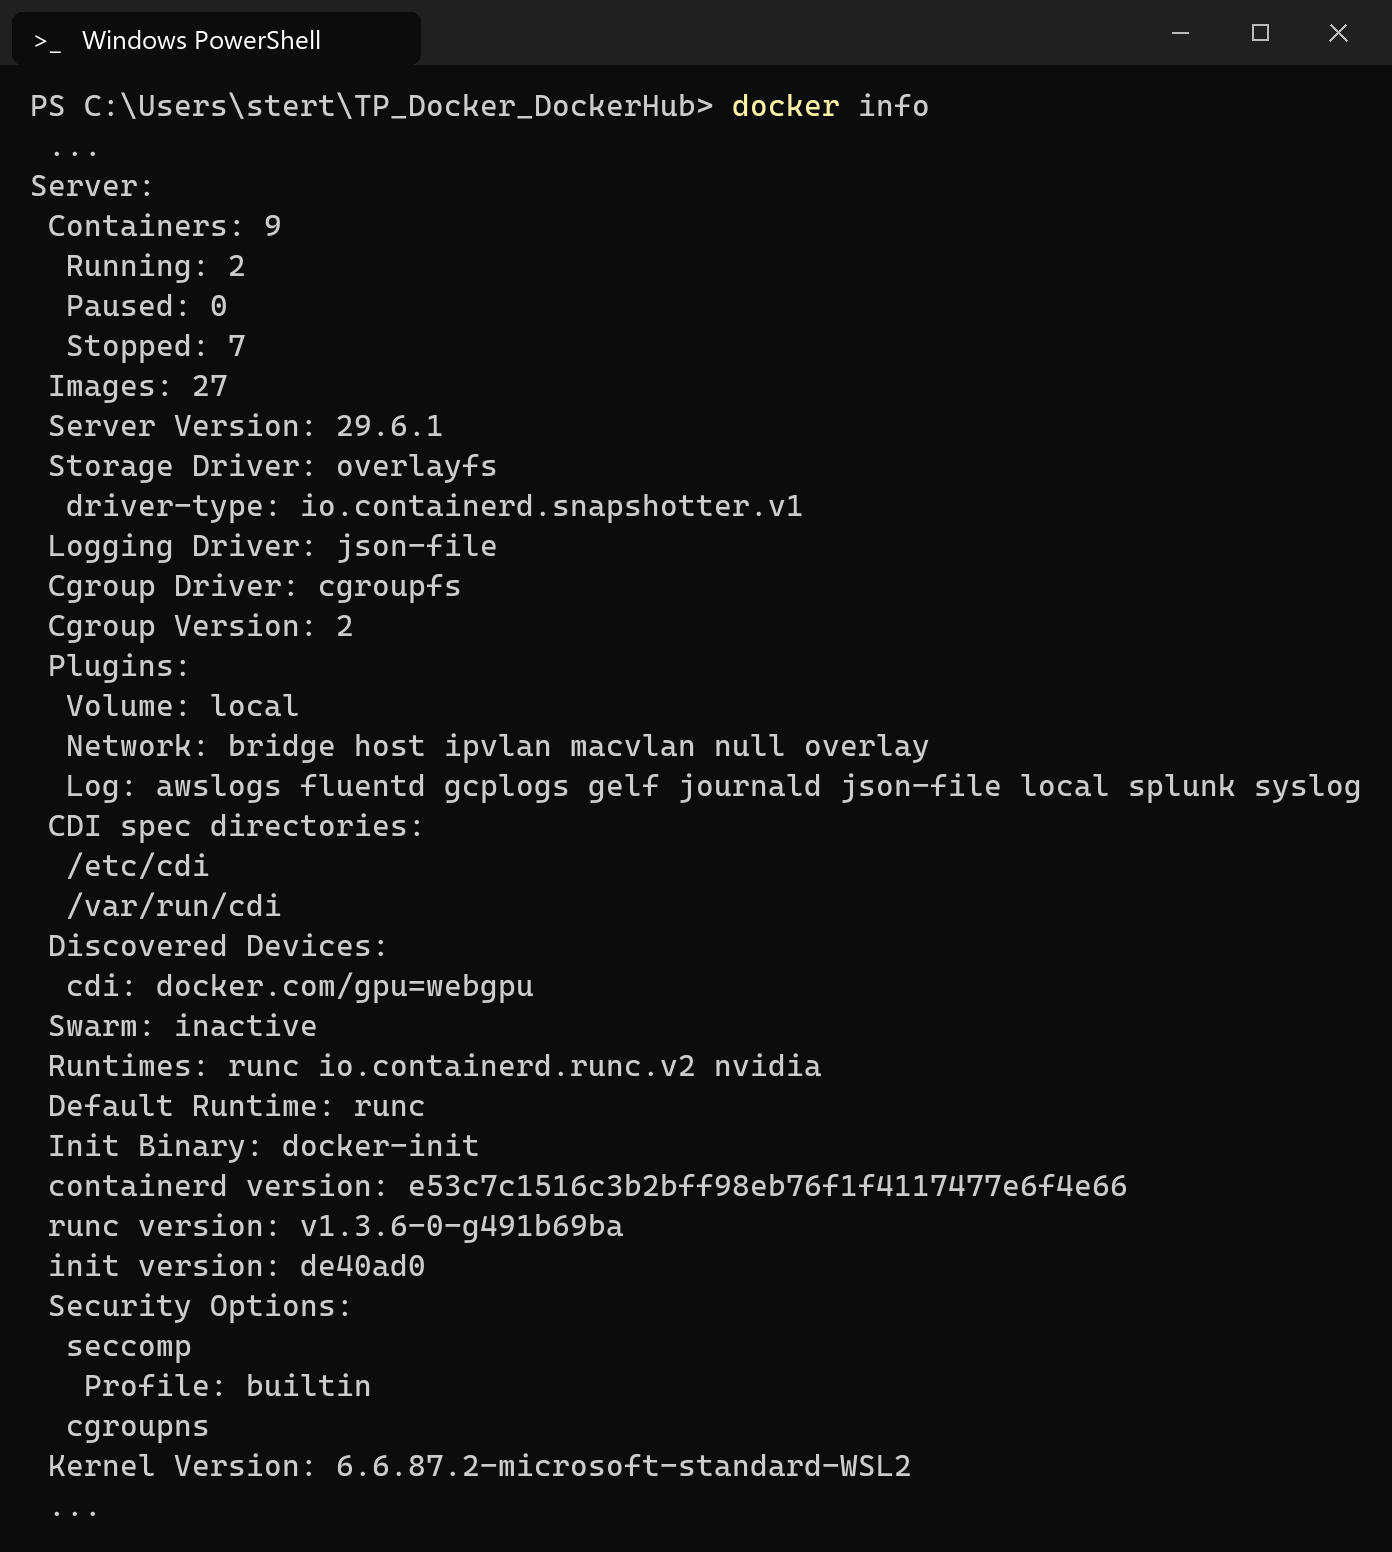 >_ Windows PowerShell
PS C:\Users\stert\TP_Docker_DockerHub> docker info
 ...
Server:
 Containers: 9
  Running: 2
  Paused: 0
  Stopped: 7
 Images: 27
 Server Version: 29.6.1
 Storage Driver: overlayfs
  driver-type: io.containerd.snapshotter.v1
 Logging Driver: json-file
 Cgroup Driver: cgroupfs
 Cgroup Version: 2
 Plugins:
  Volume: local
  Network: bridge host ipvlan macvlan null overlay
  Log: awslogs fluentd gcplogs gelf journald json-file local splunk syslog
 CDI spec directories:
  /etc/cdi
  /var/run/cdi
 Discovered Devices:
  cdi: docker.com/gpu=webgpu
 Swarm: inactive
 Runtimes: runc io.containerd.runc.v2 nvidia
 Default Runtime: runc
 Init Binary: docker-init
 containerd version: e53c7c1516c3b2bff98eb76f1f4117477e6f4e66
 runc version: v1.3.6-0-g491b69ba
 init version: de40ad0
 Security Options:
  seccomp
   Profile: builtin
  cgroupns
 Kernel Version: 6.6.87.2-microsoft-standard-WSL2
 ...